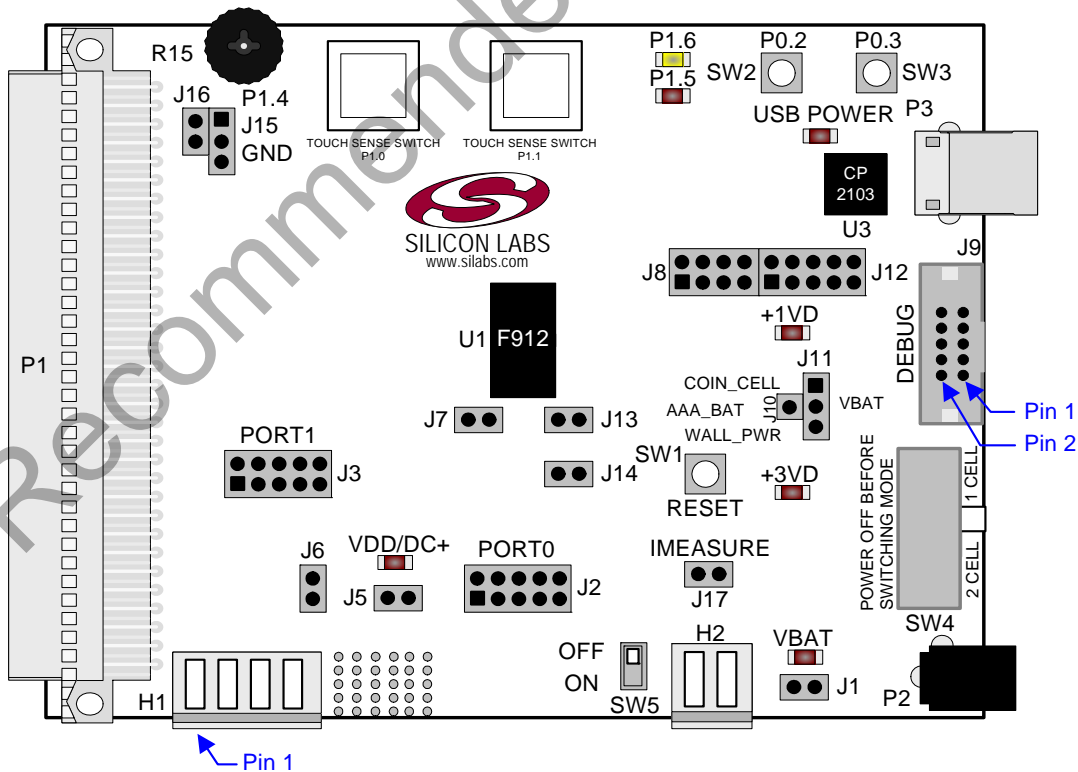 Recommende
R15
P1.6
P0.2
P0.3
SW2
SW3
P1.5
J16
P1.4
USB POWER
P3
J15
GND
TOUCH SENSE SWITCH
P1.0
TOUCH SENSE SWITCH
P1.1
CP
2103
U3
SILICON LABS
www.silabs.com
J9
J8
J12
+1VD
U1
F912
DEBUG
P1
J11
COIN_CELL
J10
AAA_BAT
VBAT
WALL_PWR
Pin 1
Pin 2
J7
J13
PORT1
J3
J14
SW1
RESET
+3VD
POWER OFF BEFORE
SWITCHING MODE
1 CELL
2 CELL
SW4
J6
VDD/DC+
J5
PORT0
J2
IMEASURE
J17
H2
OFF
ON
SW5
VBAT
J1
P2
H1
Pin 1